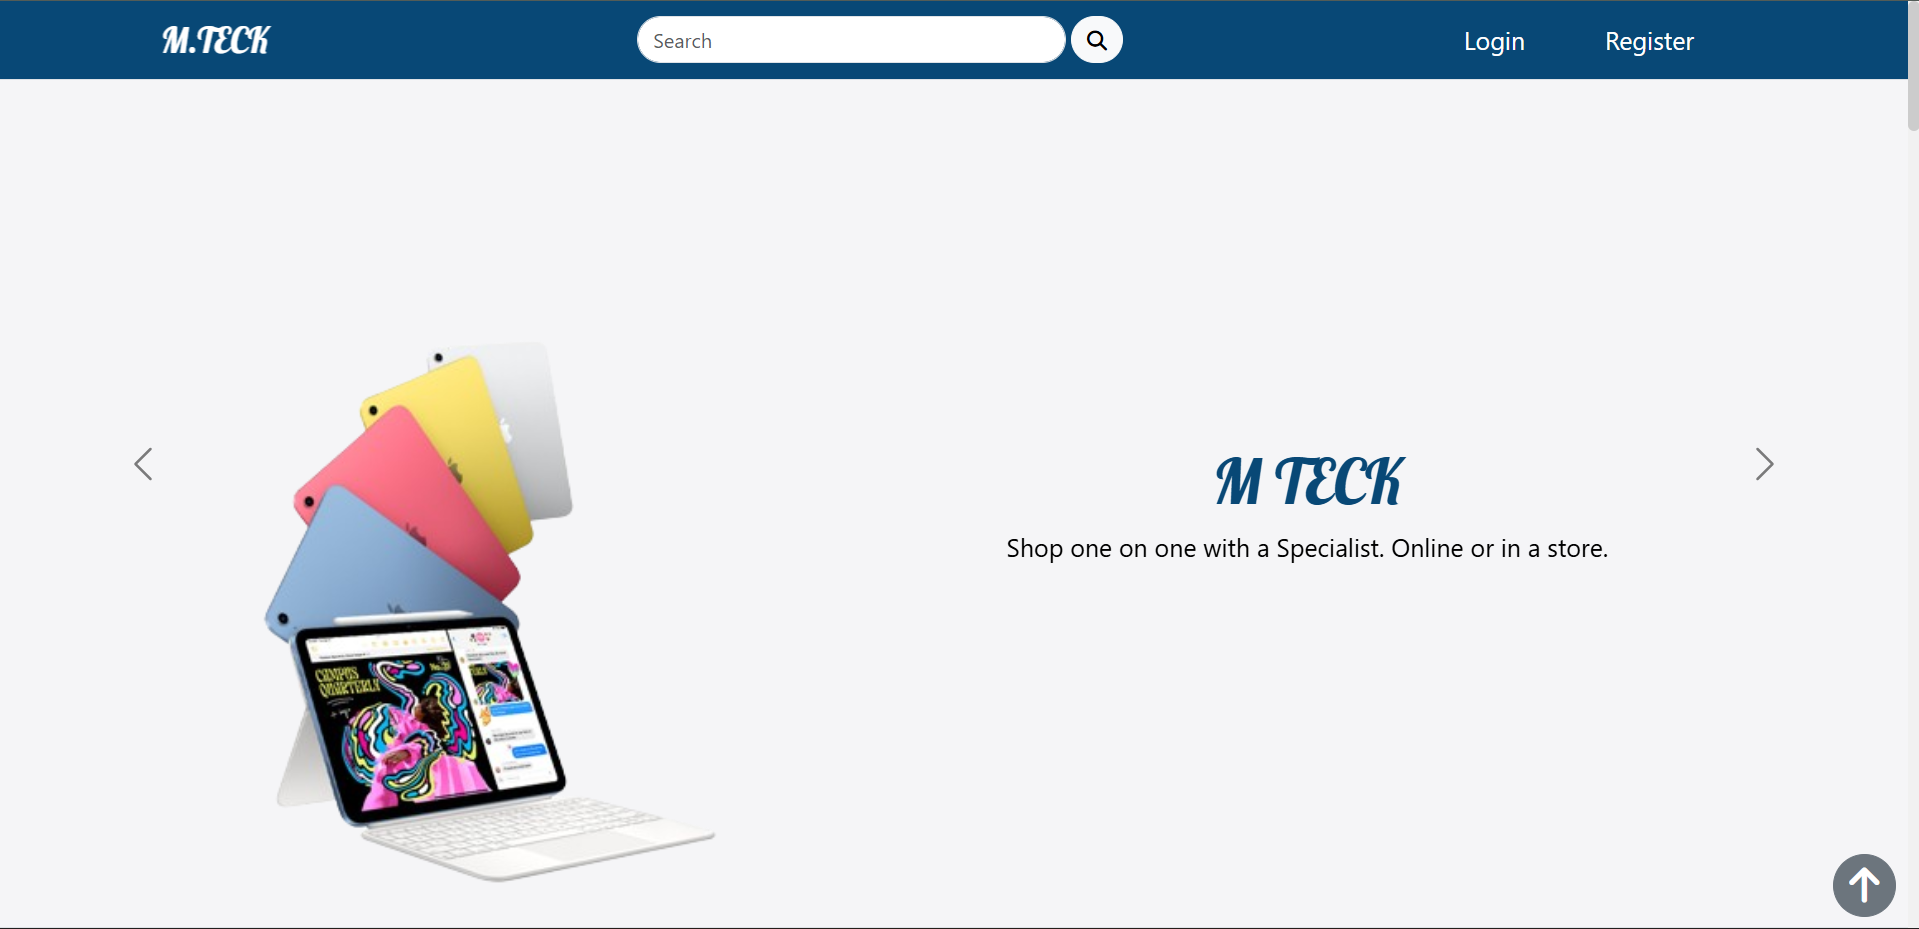 M.TECK
Search
Login
Register
M TECK
Shop one on one with a Specialist. Online or in a store.
CAMPUS
QUARTERLY